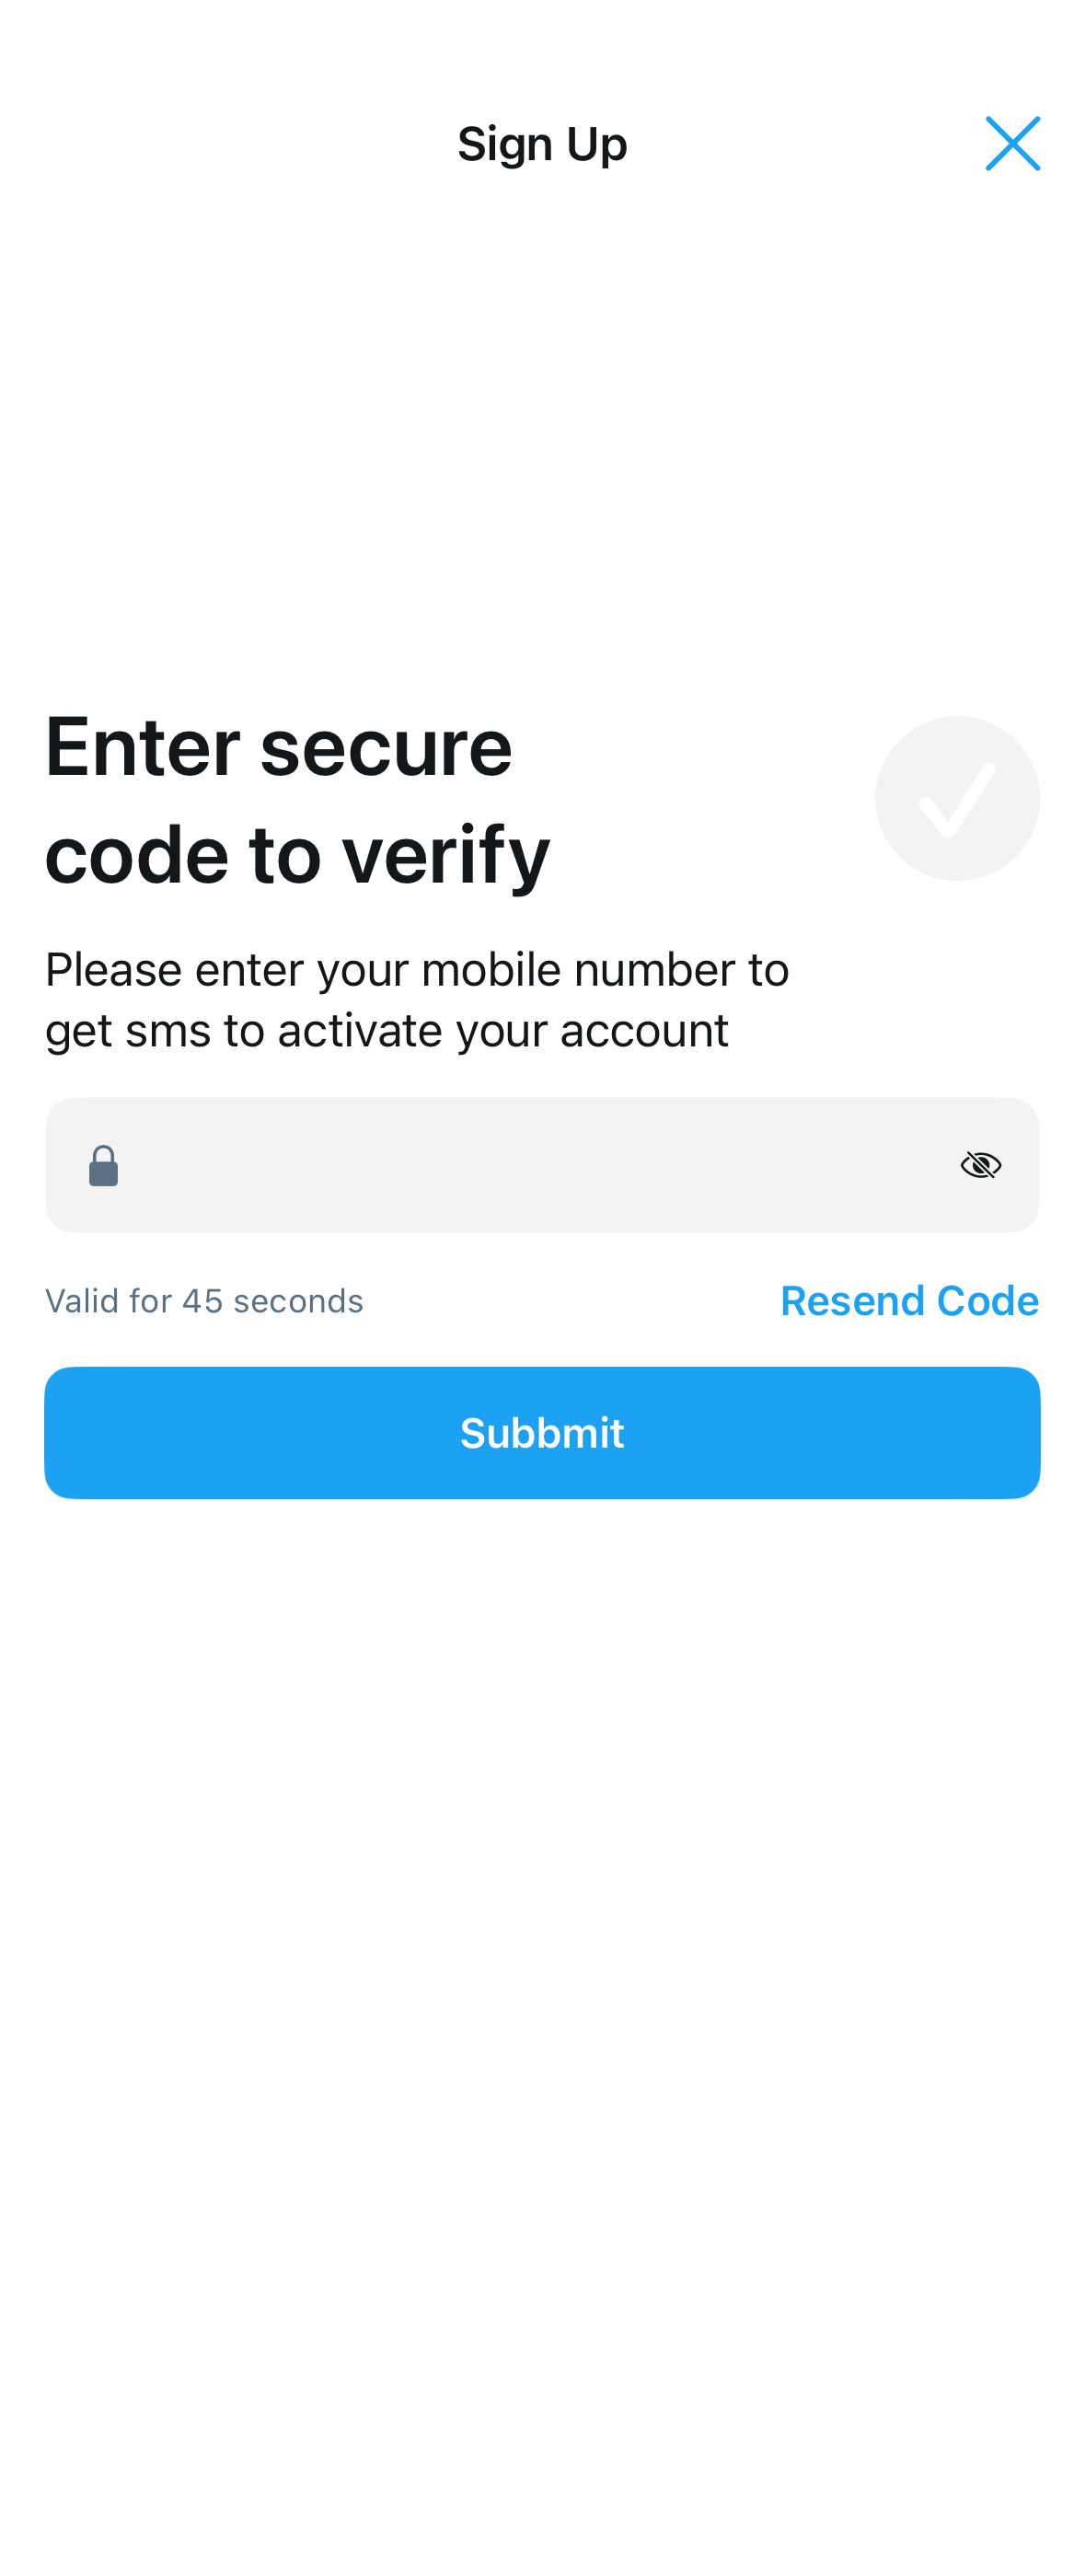 Sign Up
Enter secure
code to verify
Please enter your mobile number to
get sms to activate your account
Valid for 45 seconds
Resend Code
Subbmit